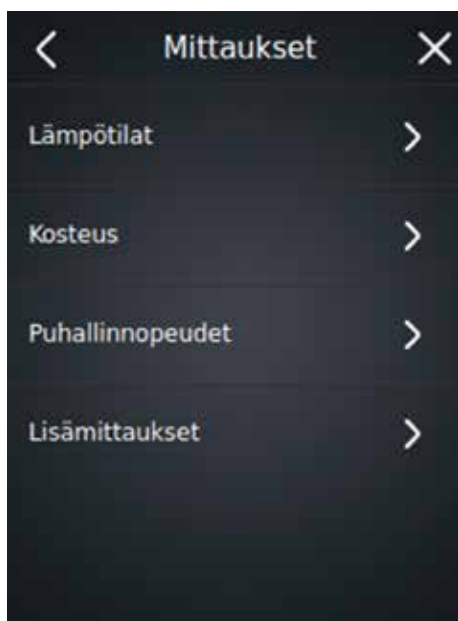 Mittaukset
Lämpötilat
Kosteus
Puhallinnopeudet
Lisämittaukset